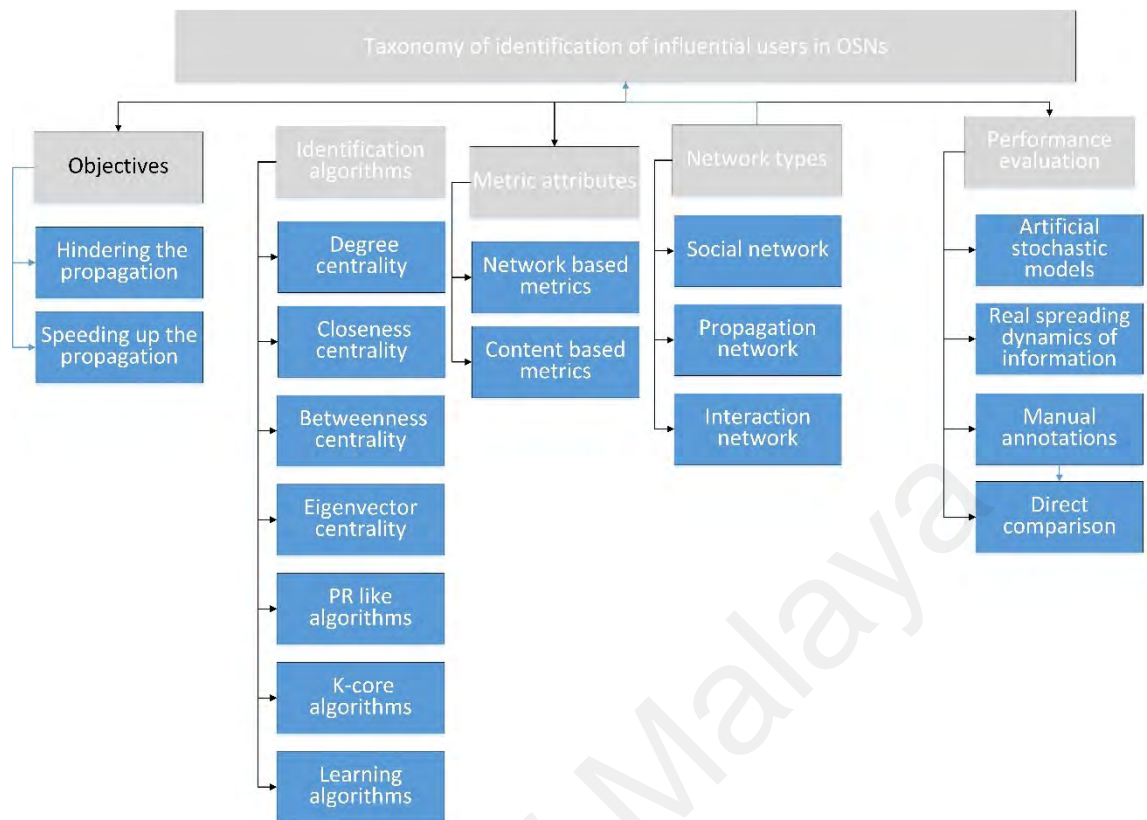 Taxonomy of identification of influential users in OSNs
Objectives
Hindering the
propagation
Speeding up the
propagation
Identification
algorithms
Degree
centrality
Closeness
centrality
Betweenness
centrality
Eigenvector
centrality
PR like
algorithms
K-core
algorithms
Learning
algorithms
Metric attributes
Network based
metrics
Content based
metrics
Network types
Social network
Propagation
network
Interaction
network
Performance
evaluation
Artificial
stochastic
models
Real spreading
dynamics of
information
Manual
annotations
Direct
comparison
Malaya